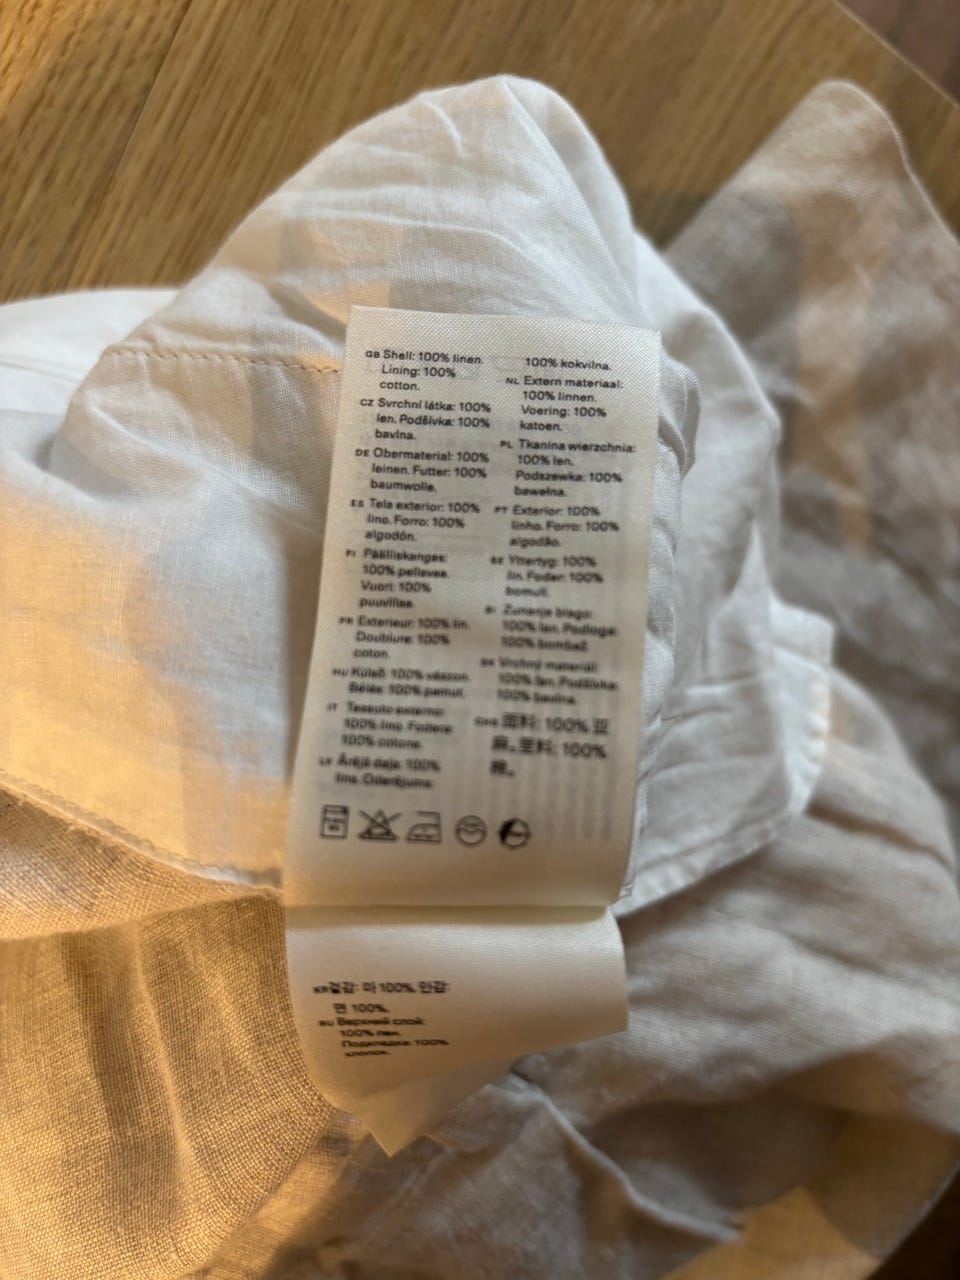 GB Shell: 100% linen.
Lining: 100%
cotton.
CZ Svrchní látka: 100%
len. Podšívka: 100%
bavlna.
DE Obermaterial: 100%
leinen. Futter: 100%
baumwolle.
ES Tela exterior: 100%
lino. Forro: 100%
algodón.
FI Päälliskangas:
100% pellavaa.
Vuori: 100%
puuvillaa.
FR Exterieur: 100% lin.
Doublure: 100%
coton.
HU Külső: 100% vászon.
Bélés: 100% pamut.
IT Tessuto esterno:
100% lino. Fodera:
100% cotone.
LV Ārējā daļa: 100%
lins. Oderējums:
100% kokvilna.
NL Extern materiaal:
100% linnen.
Voering: 100%
katoen.
PL Tkanina wierzchnia:
100% len.
Podszewka: 100%
bawełna.
PT Exterior: 100%
linho. Forro: 100%
algodão.
SE Yttertyg: 100%
lin. Foder: 100%
bomull.
SI Zunanje blago:
100% lan. Podloga:
100% bombaž.
SK Vrchný materiál:
100% len. Podšívka:
100% bavlna.
CHS 面料: 100% 亚
麻。里料: 100%
棉。
KR 겉감: 마 100%. 안감:
면 100%.
RU Верхний слой:
100% лен.
Подкладка: 100%
хлопок.